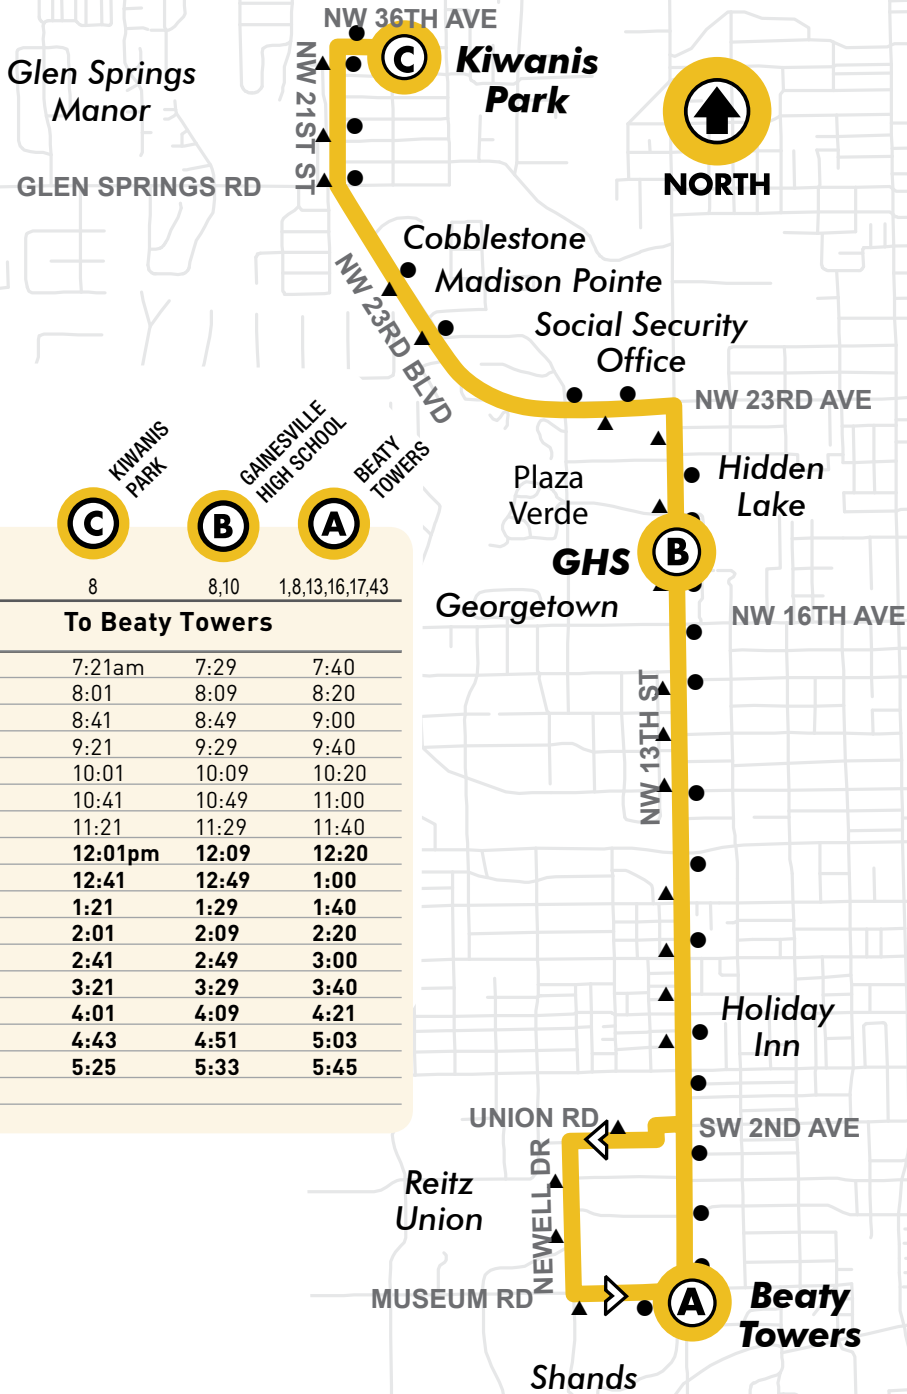 NW 36TH AVE
C
Kiwanis
Park
Glen Springs
Manor
NW 21ST ST
NORTH
GLEN SPRINGS RD
Cobblestone
Madison Pointe
NW 23RD BLVD
Social Security
Office
NW 23RD AVE
Plaza
Verde
Hidden
Lake
GHS
B
Georgetown
NW 16TH AVE
NW 13TH ST
Holiday
Inn
UNION RD
SW 2ND AVE
Reitz
Union
NEWELL DR
MUSEUM RD
A
Beaty
Towers
Shands
KIWANIS
PARK
GAINESVILLE
HIGH SCHOOL
BEATY
TOWERS
C B A
8 8,10 1,8,13,16,17,43
To Beaty Towers
7:21am 7:29 7:40
8:01 8:09 8:20
8:41 8:49 9:00
9:21 9:29 9:40
10:01 10:09 10:20
10:41 10:49 11:00
11:21 11:29 11:40
12:01pm 12:09 12:20
12:41 12:49 1:00
1:21 1:29 1:40
2:01 2:09 2:20
2:41 2:49 3:00
3:21 3:29 3:40
4:01 4:09 4:21
4:43 4:51 5:03
5:25 5:33 5:45